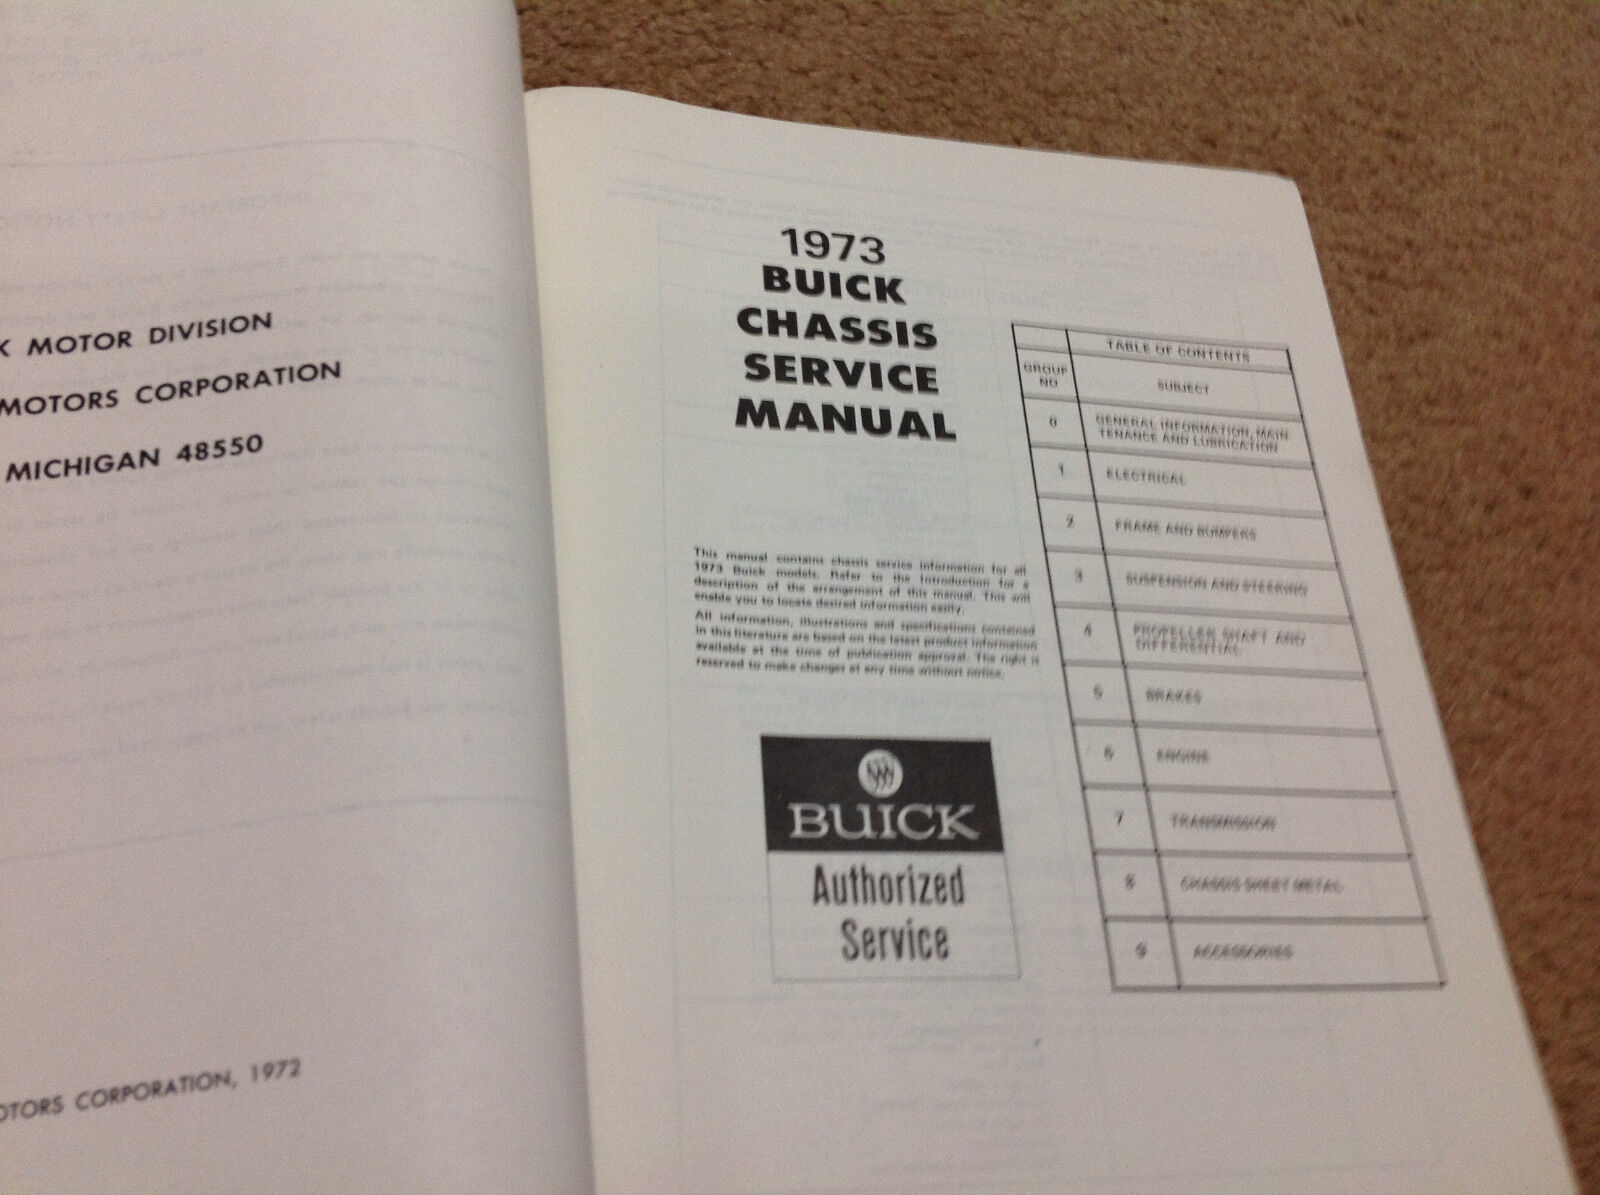 K MOTOR DIVISION
MOTORS CORPORATION
MICHIGAN 48550
OTORS CORPORATION, 1972
1973
BUICK
CHASSIS
SERVICE
MANUAL
This manual contains chassis service information for all
1973 Buick models. Refer to the Introduction for a
description of the arrangement of this manual. This will
enable you to locate desired information easily.
All information, illustrations and specifications contained
in this literature are based on the latest product information
available at the time of publication approval. The right is
reserved to make changes at any time without notice.
BUICK
Authorized
Service
TABLE OF CONTENTS
GROUP
NO
SUBJECT
0 GENERAL INFORMATION, MAIN
TENANCE AND LUBRICATION
1 ELECTRICAL
2 FRAME AND BUMPERS
3 SUSPENSION AND STEERING
4 PROPELLER SHAFT AND
DIFFERENTIAL
5 BRAKES
6 ENGINE
7 TRANSMISSION
8 CHASSIS SHEET METAL
9 ACCESSORIES